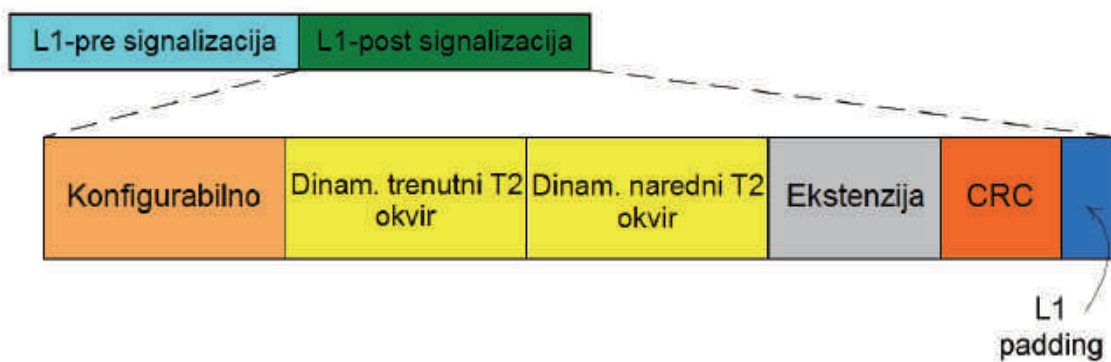 L1-pre signalizacija
L1-post signalizacija
Konfigurabilno
Dinam. trenutni T2
okvir
Dinam. naredni T2
okvir
Ekstenzija
CRC
L1
padding